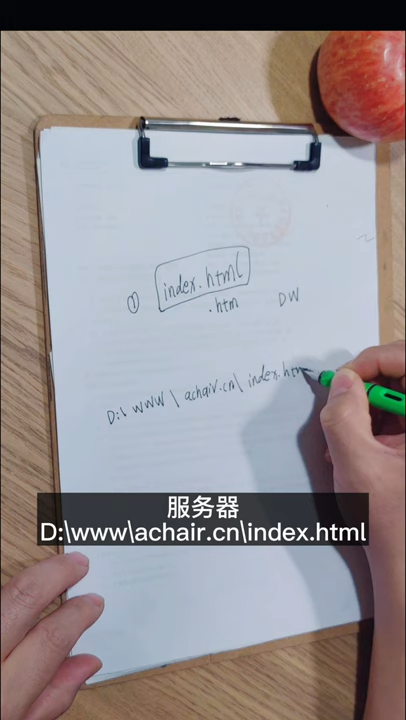 ① index.html
.htm DW
D:\ www \ achair.cn\ index.htm
服务器
D:\www\achair.cn\index.html